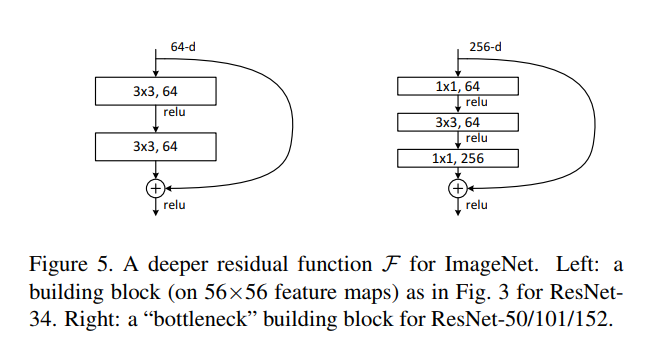 64-d
3x3, 64
relu
3x3, 64
+
relu
256-d
1x1, 64
relu
3x3, 64
relu
1x1, 256
+
relu
Figure 5. A deeper residual function F for ImageNet. Left: a
building block (on 56×56 feature maps) as in Fig. 3 for ResNet-
34. Right: a “bottleneck” building block for ResNet-50/101/152.